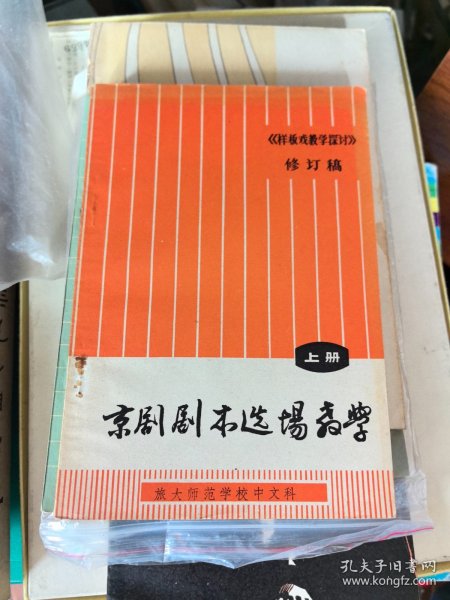 《样板戏教学探讨》
修订稿
上册
京剧剧本选場教学
旅大师范学校中文科
孔夫子旧书网
www.kongfz.com